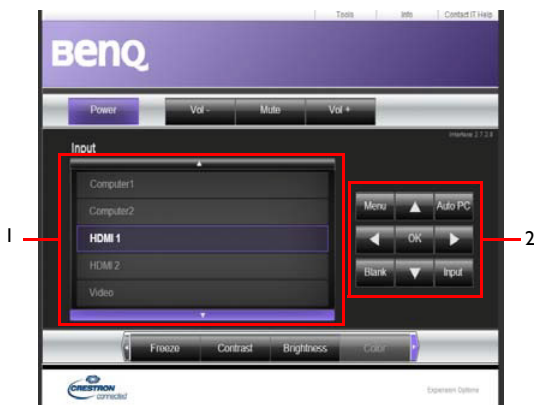 Tools Info Contact IT Help
BenQ
Power Vol - Mute Vol +
Interface 2.7.2.8
Input
Computer1
Computer2
HDMI 1
HDMI 2
Video
Menu Auto PC
OK
Blank Input
1
2
Freeze Contrast Brightness Color
CRESTRON connected
Expansion Options